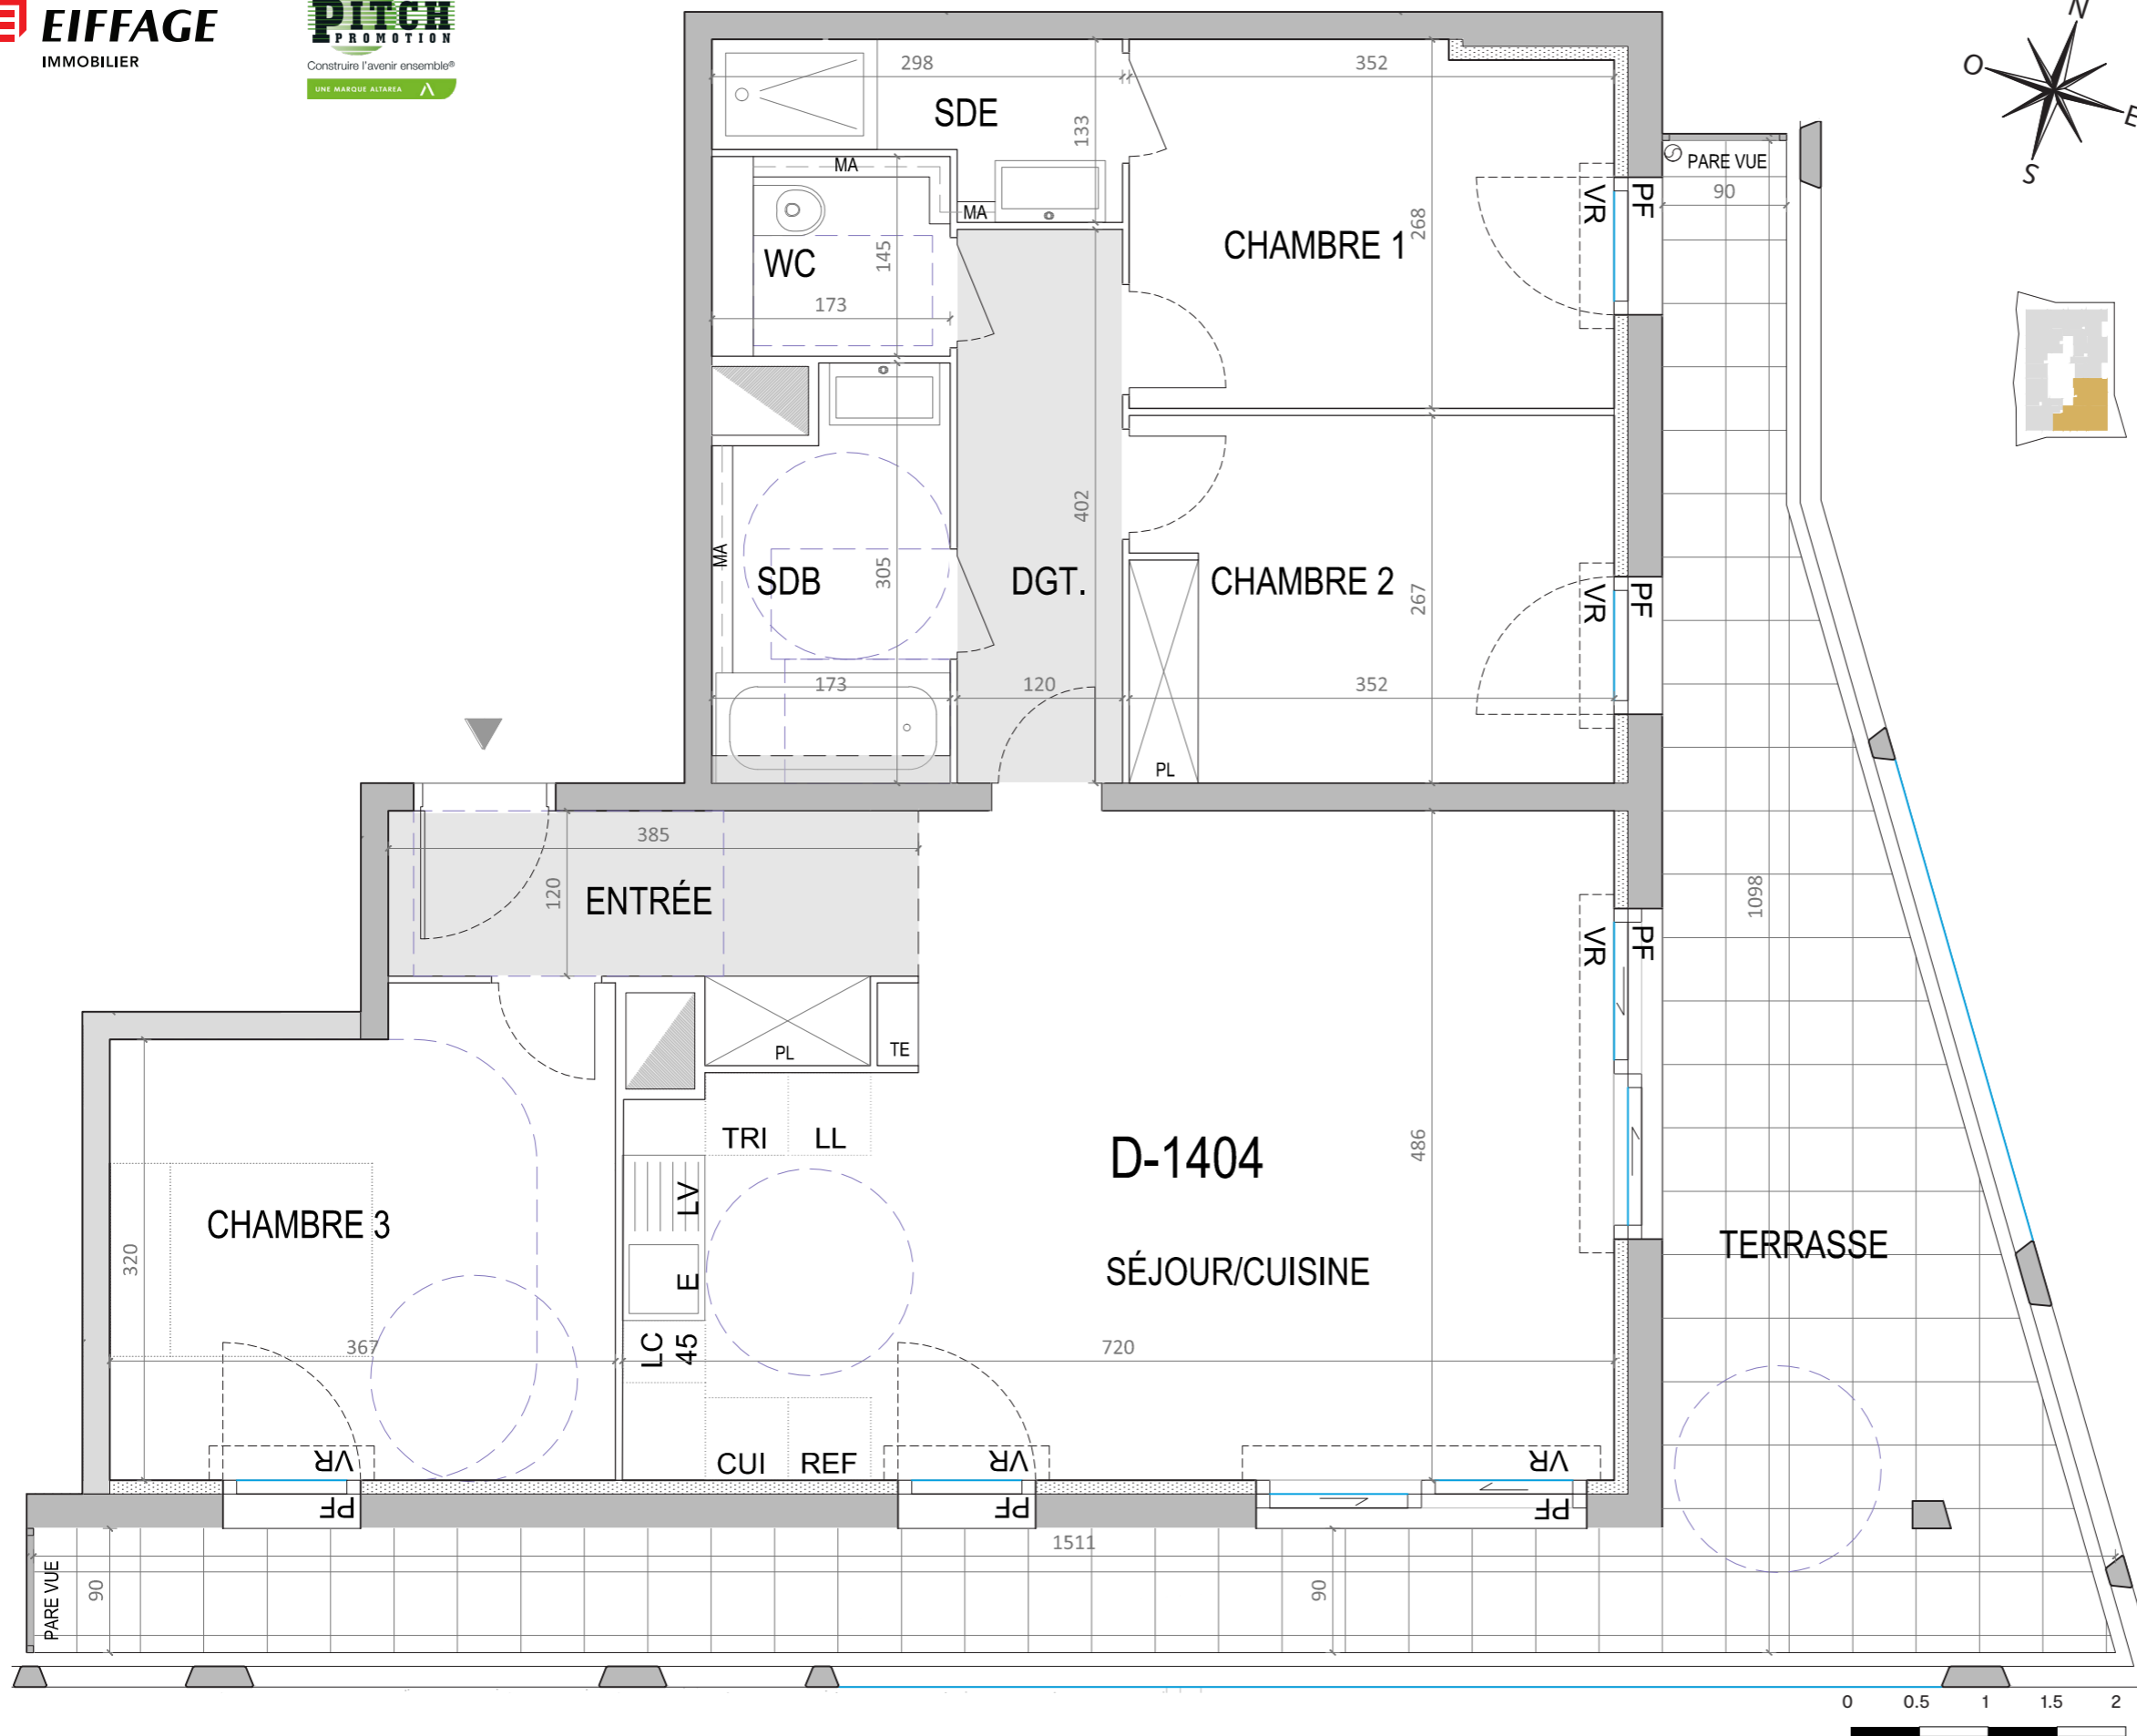 EIFFAGE
IMMOBILIER
PITCH
PROMOTION
Construire l'avenir ensemble®
UNE MARQUE ALTAREA
N
O
E
S
298
352
SDE
133
MA
MA
WC
145
173
CHAMBRE 1
268
VR
PF
PARE VUE
90
MA
SDB
305
173
DGT.
402
120
CHAMBRE 2
267
352
PL
VR
PF
385
120
ENTRÉE
PL
TE
VR
PF
1098
TRI
LL
LV
E
LC
45
CUI
REF
D-1404
486
SÉJOUR/CUISINE
720
TERRASSE
CHAMBRE 3
320
367
VR
PF
VR
PF
VR
PF
1511
PARE VUE
90
90
0 0.5 1 1.5 2